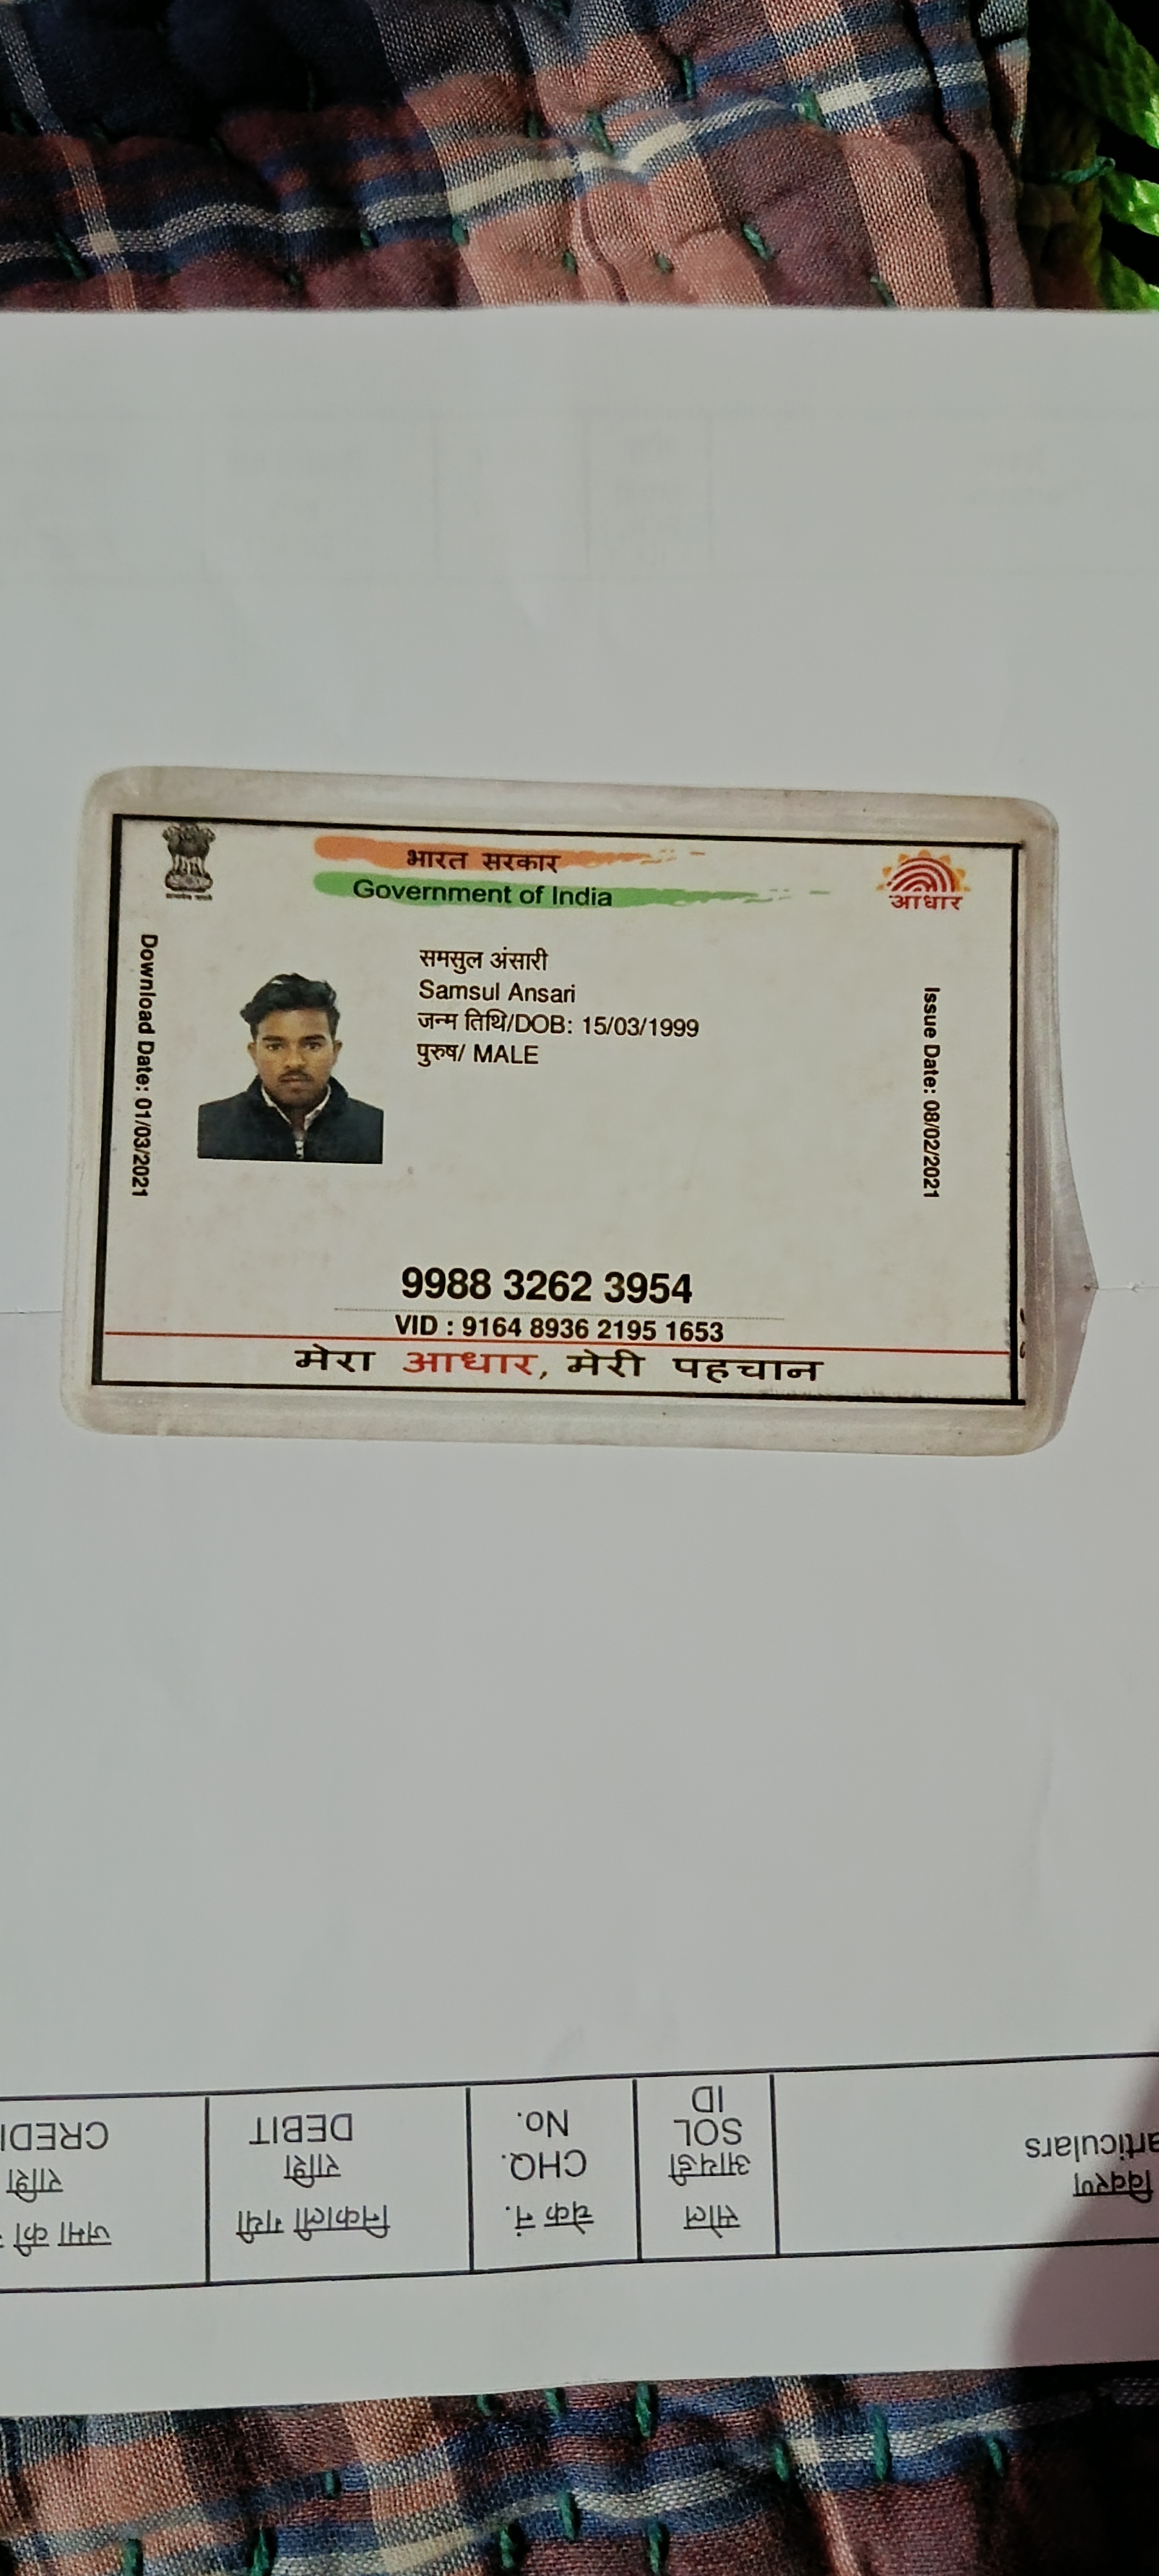 भारत सरकार
Government of India
आधार
Download Date: 01/03/2021
समसुल अंसारी
Samsul Ansari
जन्म तिथि/DOB: 15/03/1999
पुरुष/ MALE
Issue Date: 08/02/2021
9988 3262 3954
VID : 9164 8936 2195 1653
मेरा आधार, मेरी पहचान
विवरण
articulars
सोल
आयडी
SOL
ID
चेक नं.
CHQ.
No.
निकाली गयी
राशि
DEBIT
जमा की
राशि
CREDI